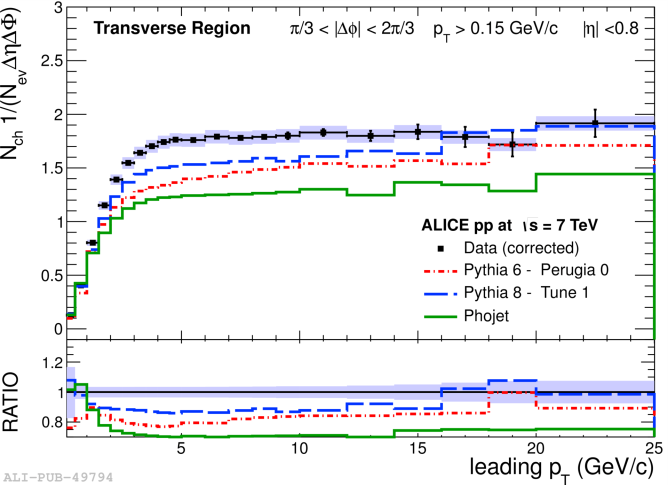 Transverse Region π/3 < |Δϕ| < 2π/3 p_T > 0.15 GeV/c |η| <0.8
N_ch 1/(N_ev ΔηΔΦ)
3
2.5
2
1.5
1
0.5
0
ALICE pp at √s = 7 TeV
Data (corrected)
Pythia 6 - Perugia 0
Pythia 8 - Tune 1
Phojet
RATIO
1.2
1
0.8
5 10 15 20 25
leading p_T (GeV/c)
ALI-PUB-49794